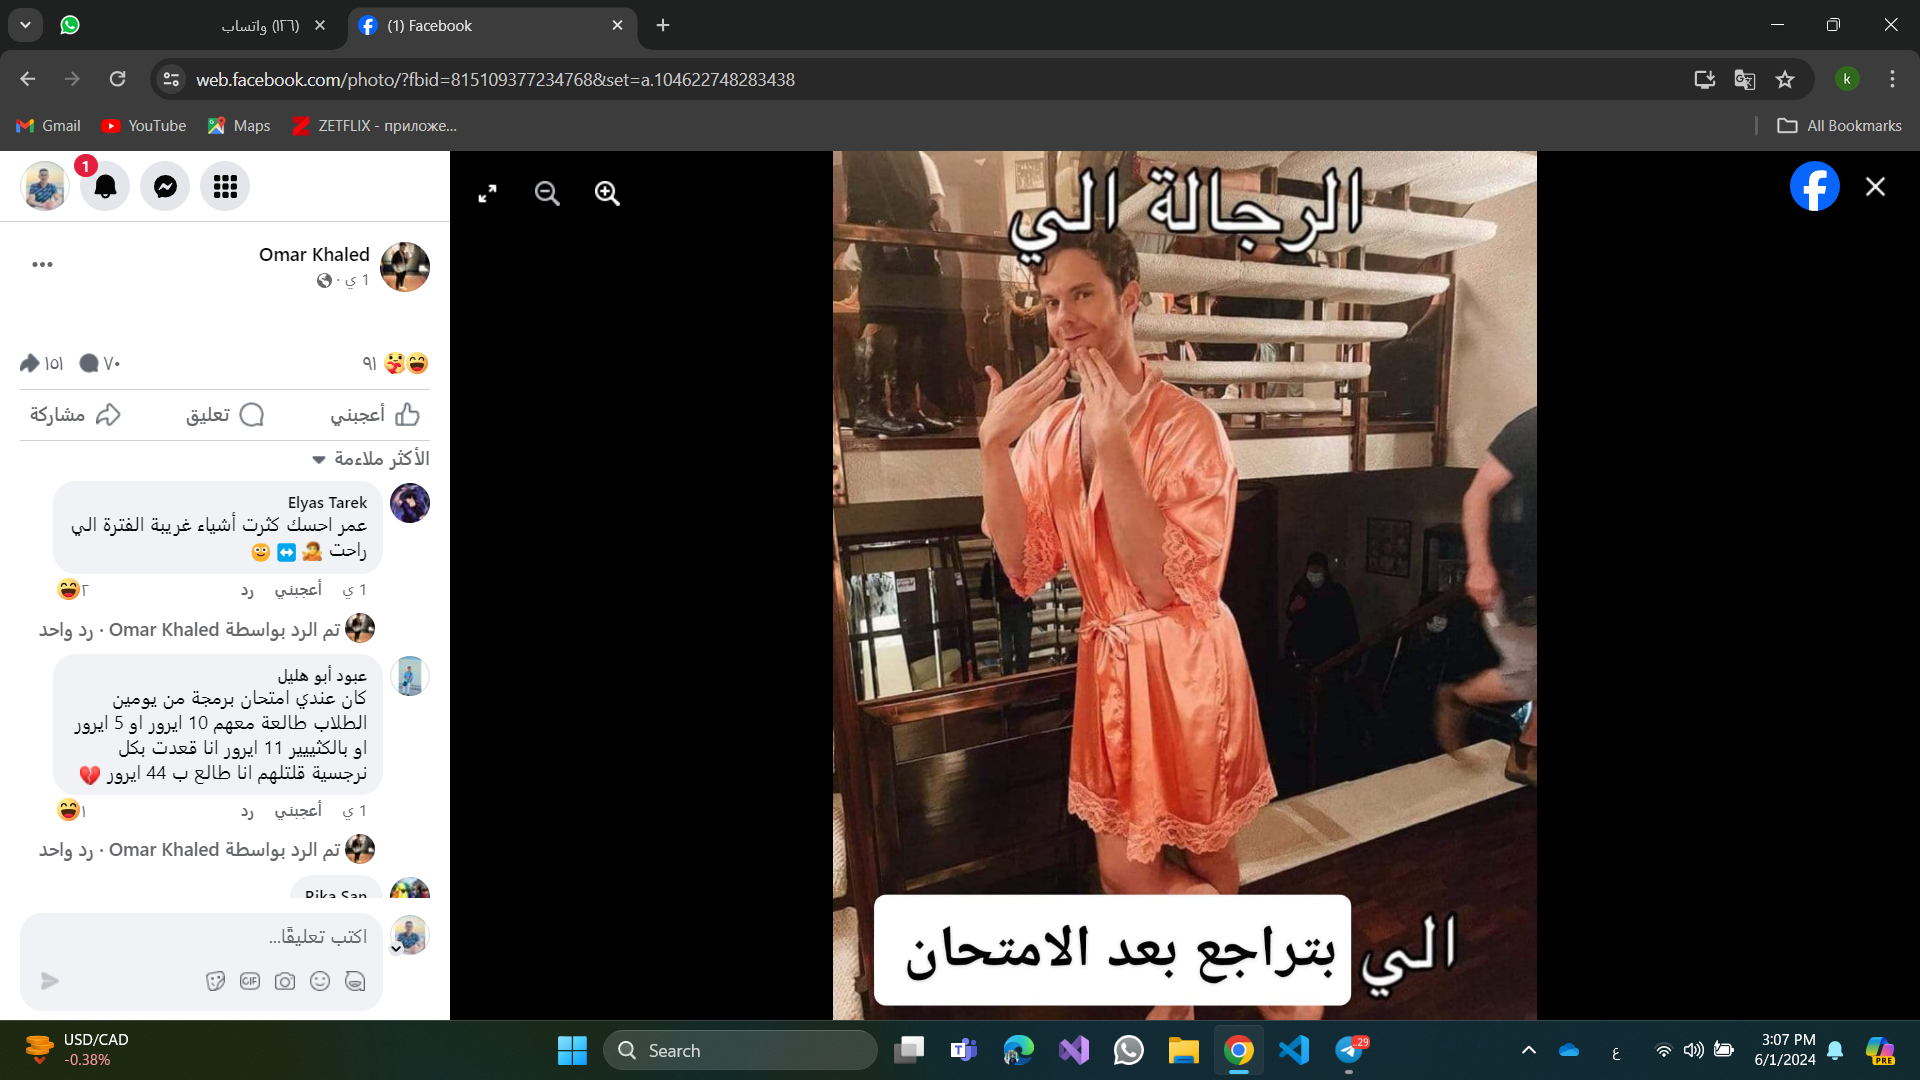 (١٢٦) واتساب
(1) Facebook
web.facebook.com/photo/?fbid=815109377234768&set=a.104622748283438
k
Gmail
YouTube
Maps
ZETFLIX - приложе...
All Bookmarks
1
Omar Khaled
1 ي ·
١٥١
٧٠
٩١
أعجبني
تعليق
مشاركة
الأكثر ملاءمة
Elyas Tarek
عمر احسك كثرت أشياء غريبة الفترة الي
راحت 🙎 ↔️ 🙂
1 ي أعجبني رد
٢
تم الرد بواسطة Omar Khaled · رد واحد
عبود أبو هليل
كان عندي امتحان برمجة من يومين
الطلاب طالعة معهم 10 ايرور او 5 ايرور
او بالكثييير 11 ايرور انا قعدت بكل
نرجسية قلتلهم انا طالع ب 44 ايرور 💔
1 ي أعجبني رد
١
تم الرد بواسطة Omar Khaled · رد واحد
Rika San
اكتب تعليقًا...
GIF
الرجالة الي
الي بتراجع بعد الامتحان
USD/CAD
-0.38%
Search
29
ع
3:07 PM
6/1/2024
PRE